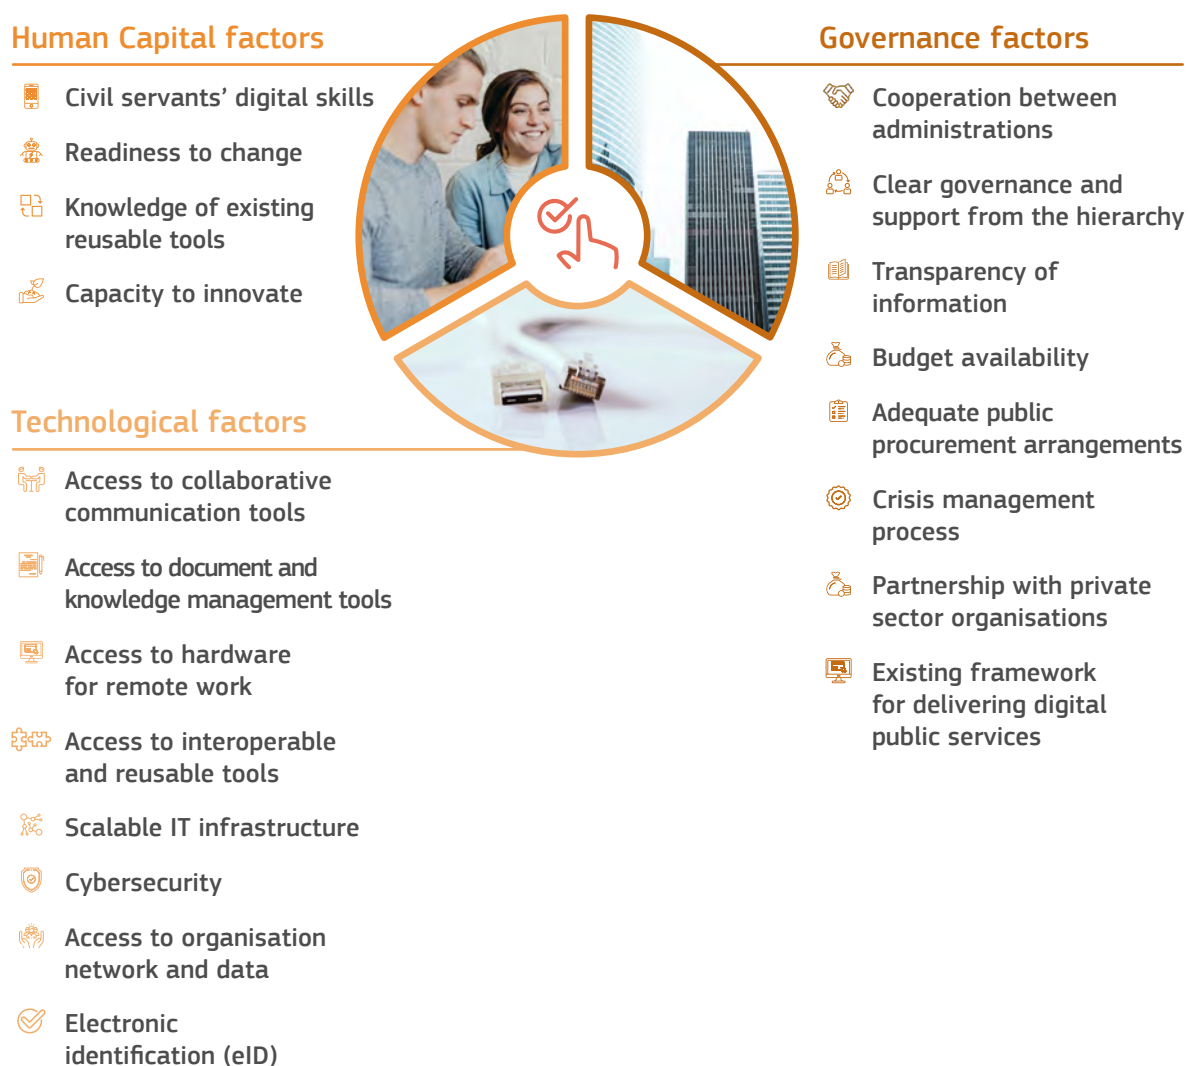 Human Capital factors
Civil servants’ digital skills
Readiness to change
Knowledge of existing
reusable tools
Capacity to innovate
Technological factors
Access to collaborative
communication tools
Access to document and
knowledge management tools
Access to hardware
for remote work
Access to interoperable
and reusable tools
Scalable IT infrastructure
Cybersecurity
Access to organisation
network and data
Electronic
identification (eID)
Governance factors
Cooperation between
administrations
Clear governance and
support from the hierarchy
Transparency of
information
Budget availability
Adequate public
procurement arrangements
Crisis management
process
Partnership with private
sector organisations
Existing framework
for delivering digital
public services